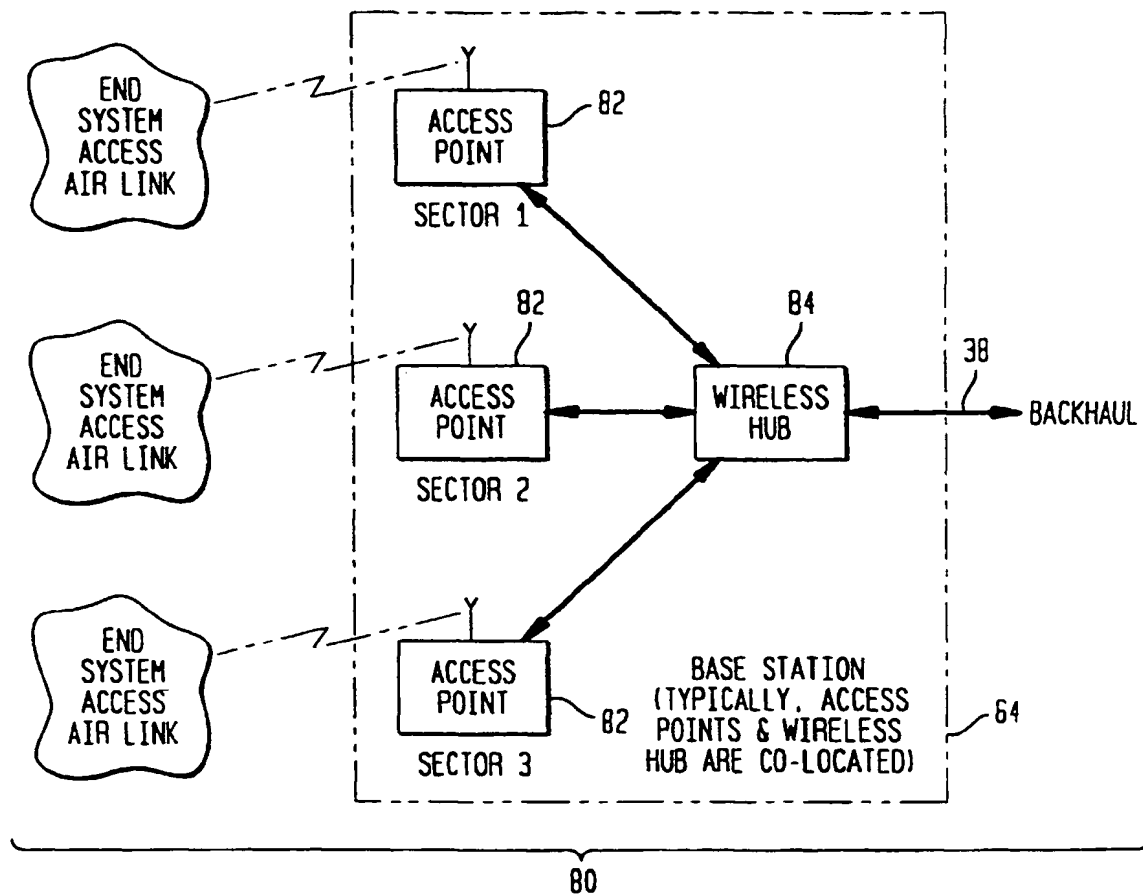 END
SYSTEM
ACCESS
AIR LINK
ACCESS
POINT
82
SECTOR 1
END
SYSTEM
ACCESS
AIR LINK
ACCESS
POINT
82
SECTOR 2
WIRELESS
HUB
84
38
BACKHAUL
END
SYSTEM
ACCESS
AIR LINK
ACCESS
POINT
82
SECTOR 3
BASE STATION
(TYPICALLY, ACCESS
POINTS & WIRELESS
HUB ARE CO-LOCATED)
64
80